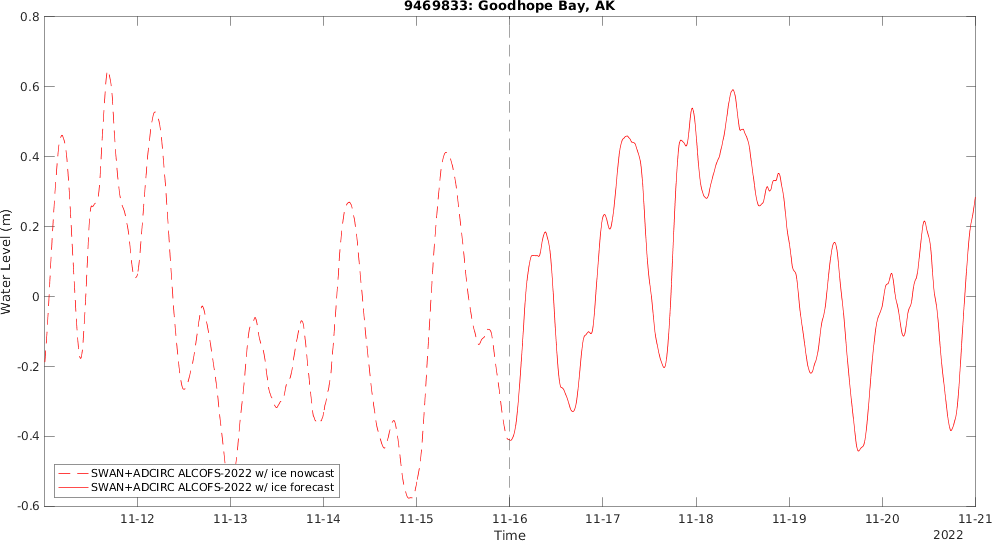 9469833: Goodhope Bay, AK
Water Level (m)
0.8
0.6
0.4
0.2
0
-0.2
-0.4
-0.6
SWAN+ADCIRC ALCOFS-2022 w/ ice nowcast
SWAN+ADCIRC ALCOFS-2022 w/ ice forecast
11-12 11-13 11-14 11-15 11-16 11-17 11-18 11-19 11-20 11-21
Time
2022